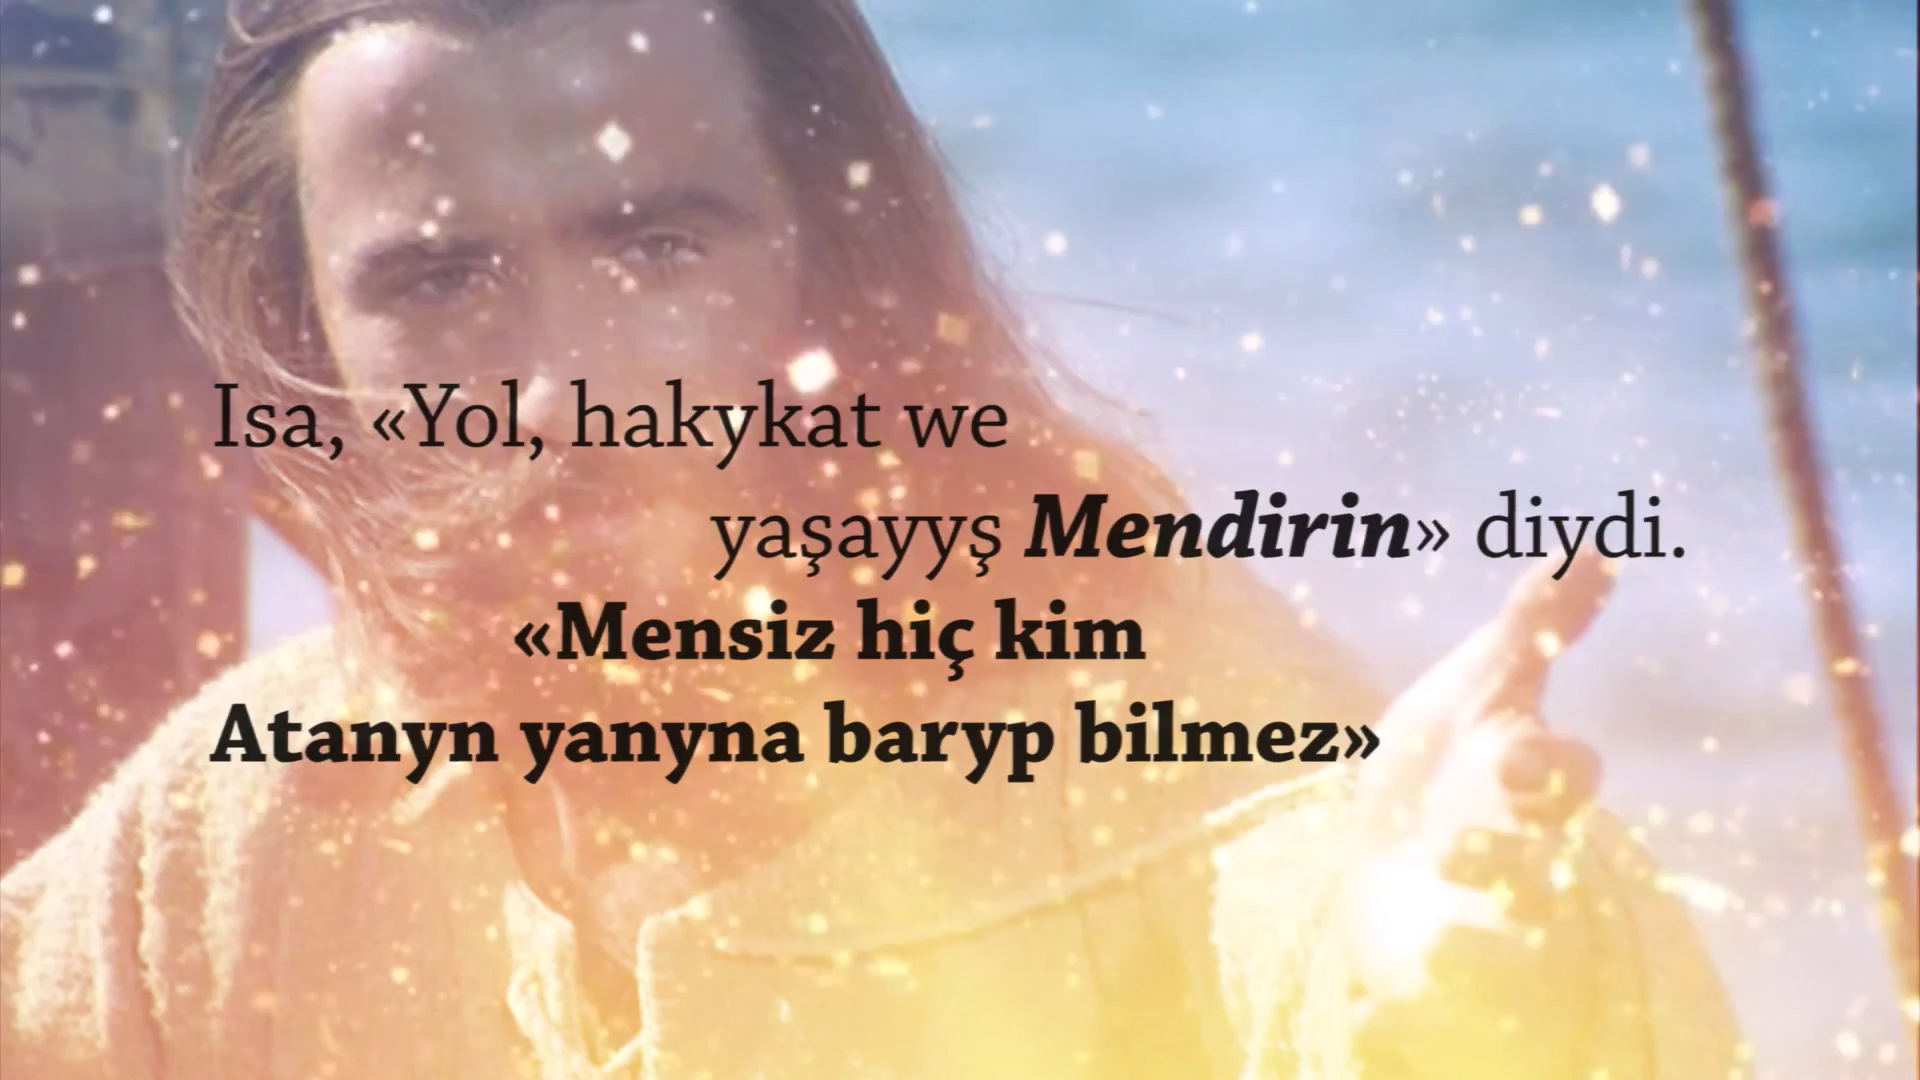 Isa, «Yol, hakykat we
yaşayyş Mendirin» diydi.
«Mensiz hiç kim
Atanyn yanyna baryp bilmez»